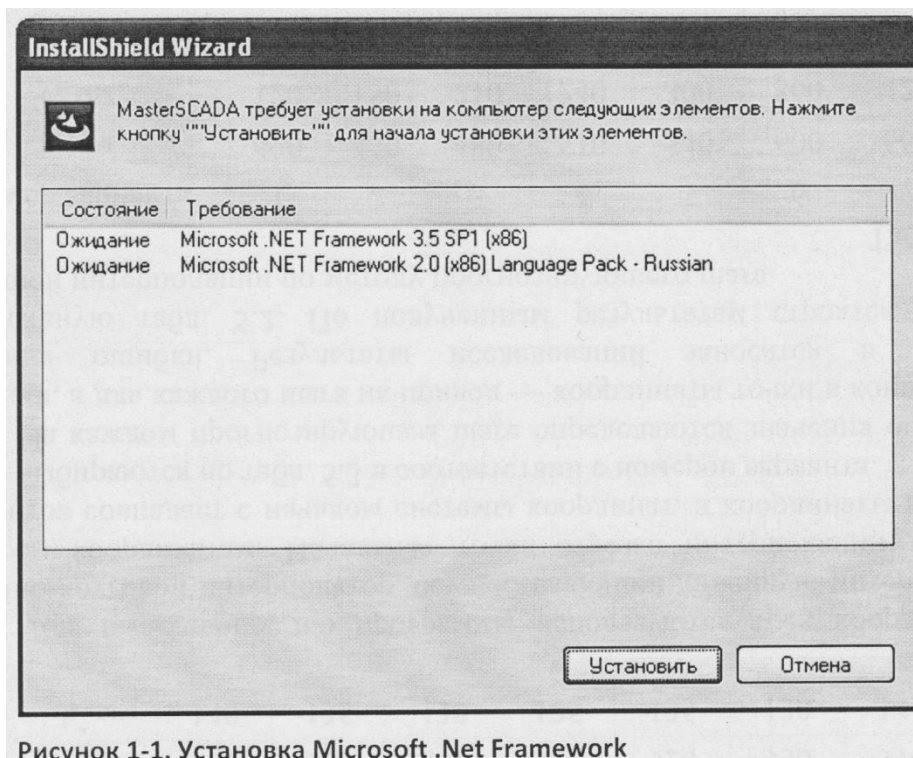 InstallShield Wizard
MasterSCADA требует установки на компьютер следующих элементов. Нажмите
кнопку ""Установить"" для начала установки этих элементов.
Состояние Требование
Ожидание Microsoft .NET Framework 3.5 SP1 (x86)
Ожидание Microsoft .NET Framework 2.0 (x86) Language Pack - Russian
Установить Отмена
Рисунок 1-1. Установка Microsoft .Net Framework